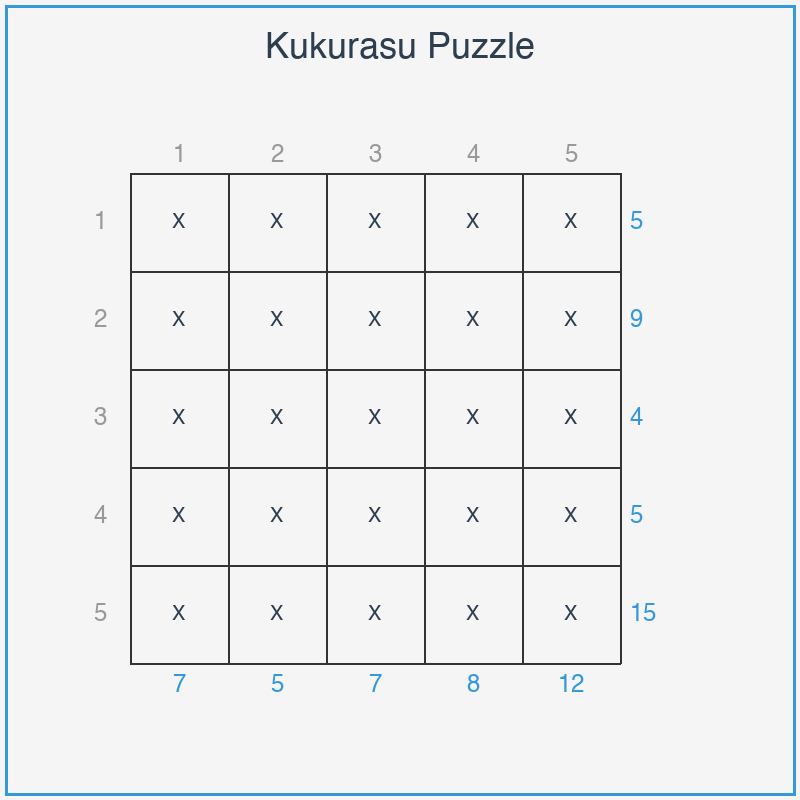 Kukurasu Puzzle
1 2 3 4 5
1 X X X X X 5
2 X X X X X 9
3 X X X X X 4
4 X X X X X 5
5 X X X X X 15
7 5 7 8 12